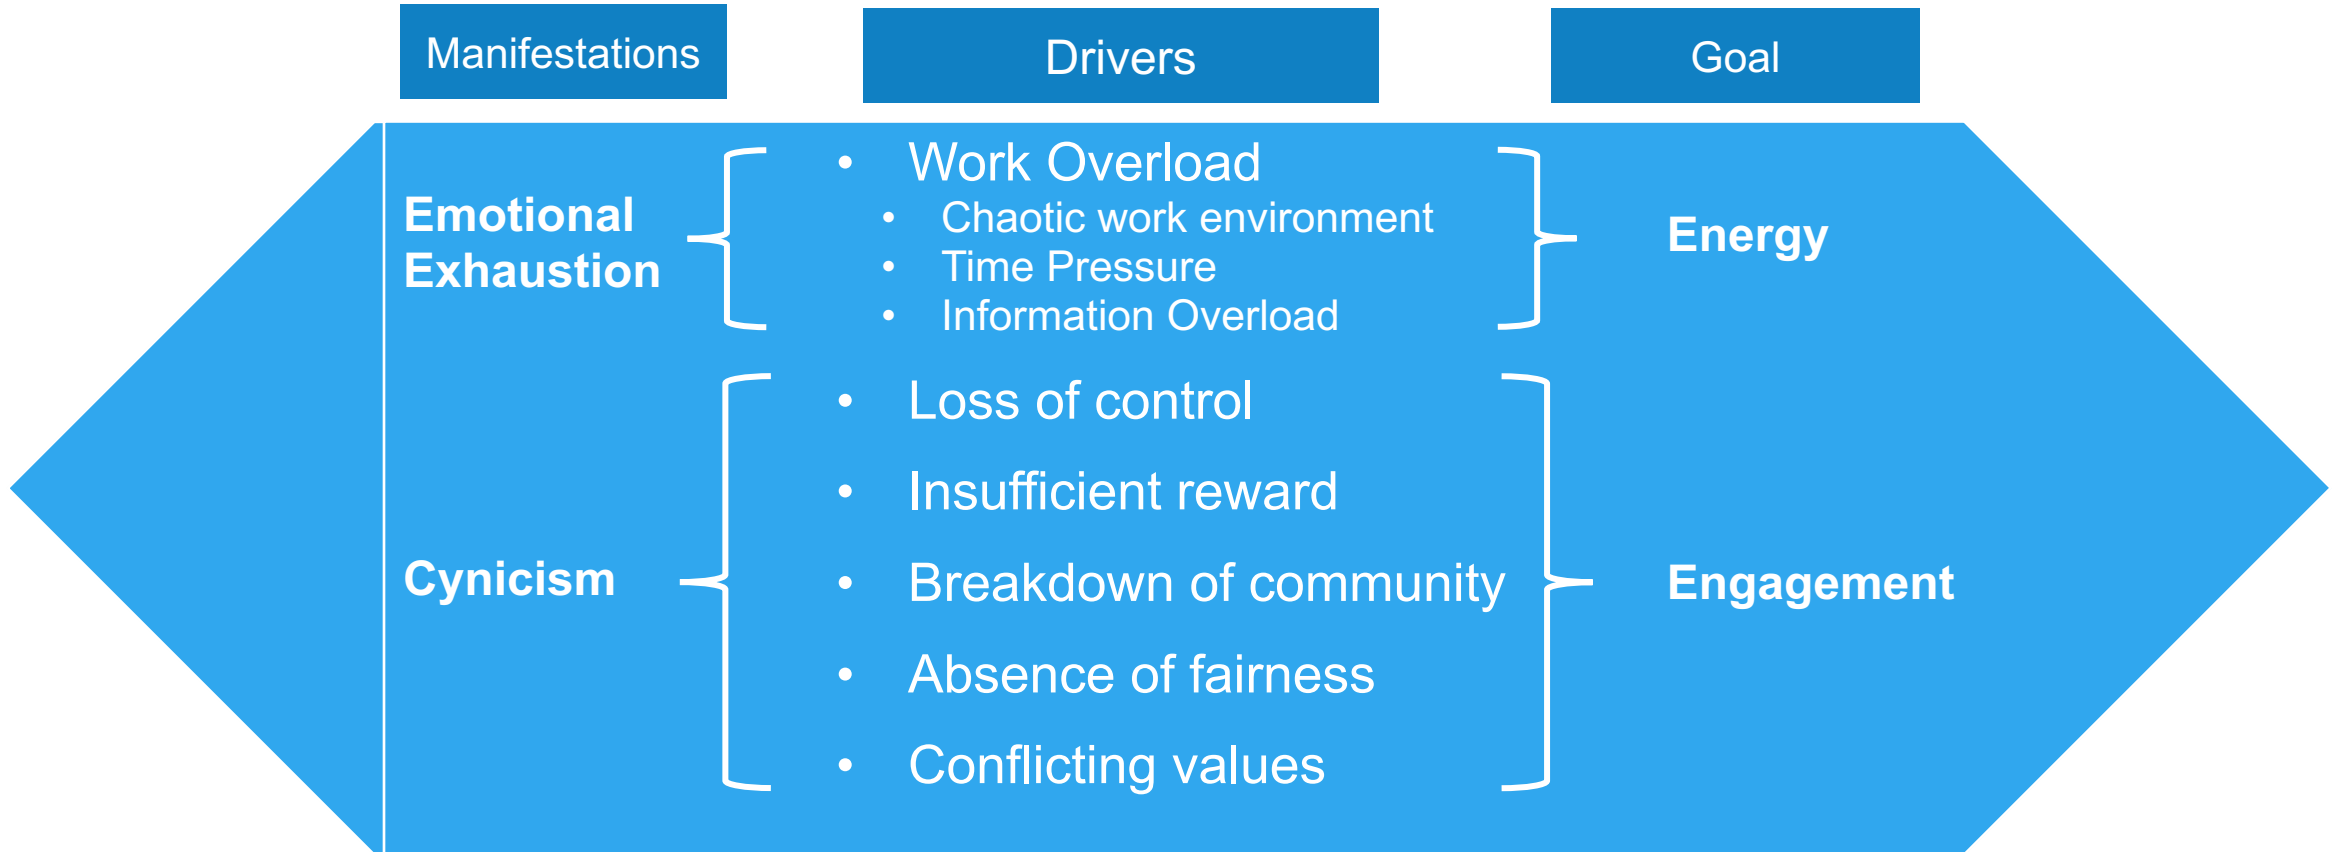 Manifestations
Drivers
Goal
Emotional
Exhaustion
• Work Overload
• Chaotic work environment
• Time Pressure
• Information Overload
Energy
Cynicism
• Loss of control
• Insufficient reward
• Breakdown of community
• Absence of fairness
• Conflicting values
Engagement